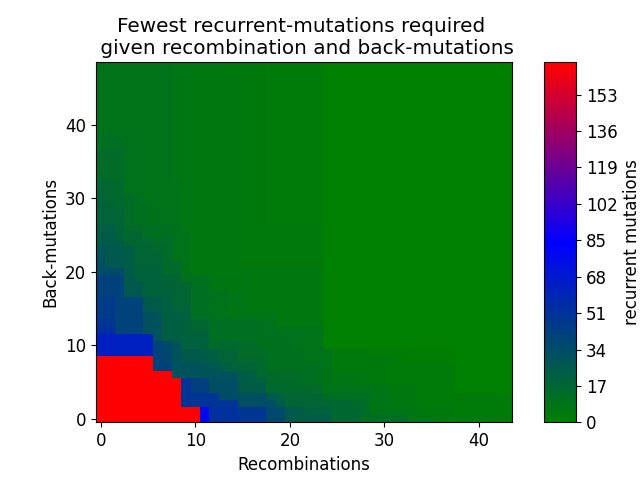 Fewest recurrent-mutations required
given recombination and back-mutations
Back-mutations
40
30
20
10
0
0 10 20 30 40
Recombinations
153
136
119
102
85
68
51
34
17
0
recurrent mutations